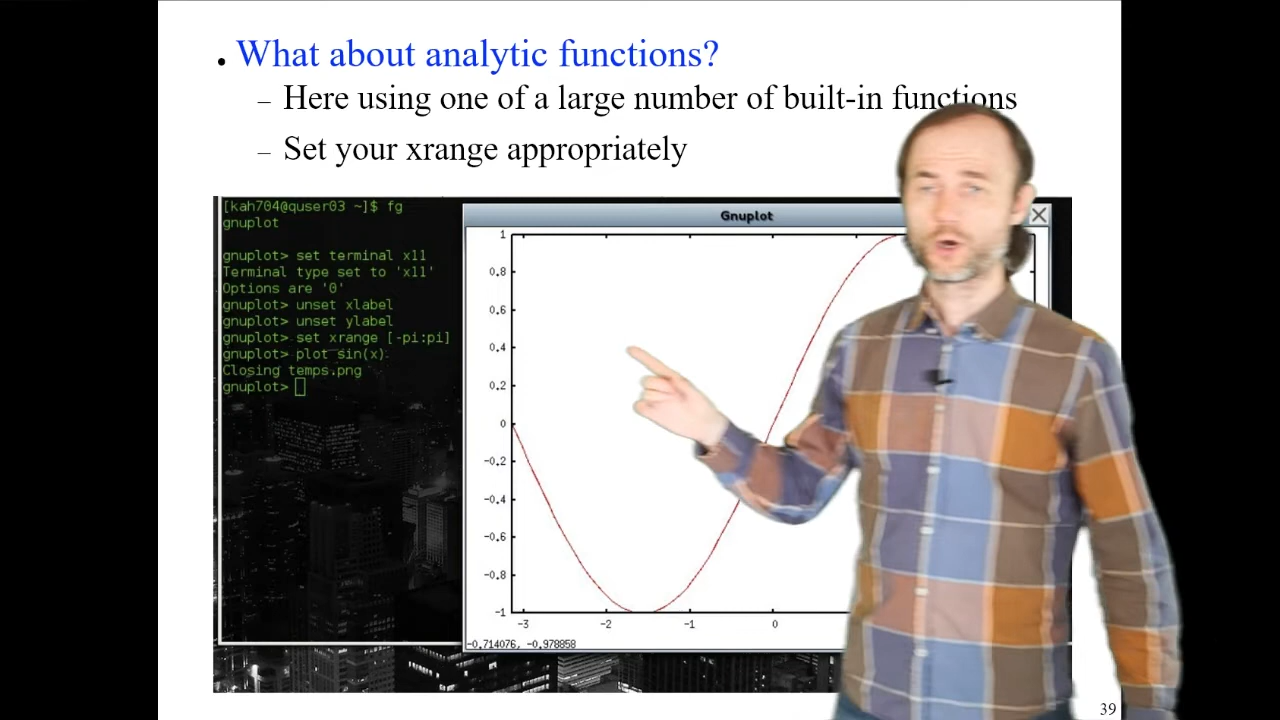 • What about analytic functions?
– Here using one of a large number of built-in functions
– Set your xrange appropriately
[kah704@quser03 ~]$ fg
gnuplot
gnuplot> set terminal x11
Terminal type set to 'x11'
Options are '0'
gnuplot> unset xlabel
gnuplot> unset ylabel
gnuplot> set xrange [-pi:pi]
gnuplot> plot sin(x)
Closing temps.png
gnuplot>
Gnuplot
1
0.8
0.6
0.4
0.2
0
-0.2
-0.4
-0.6
-0.8
-1
-3 -2 -1 0
-0.714076, -0.978858
39